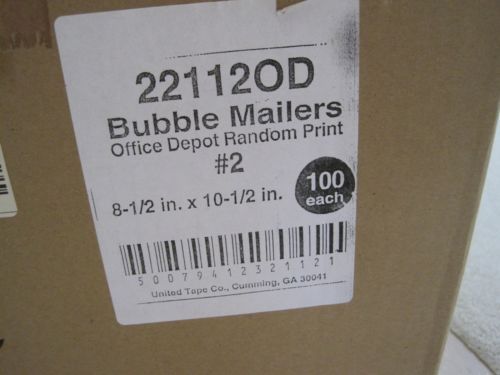 22112OD
Bubble Mailers
Office Depot Random Print
#2
100
each
8-1/2 in. x 10-1/2 in.
50079412321121
United Tape Co., Cumming, GA 30041